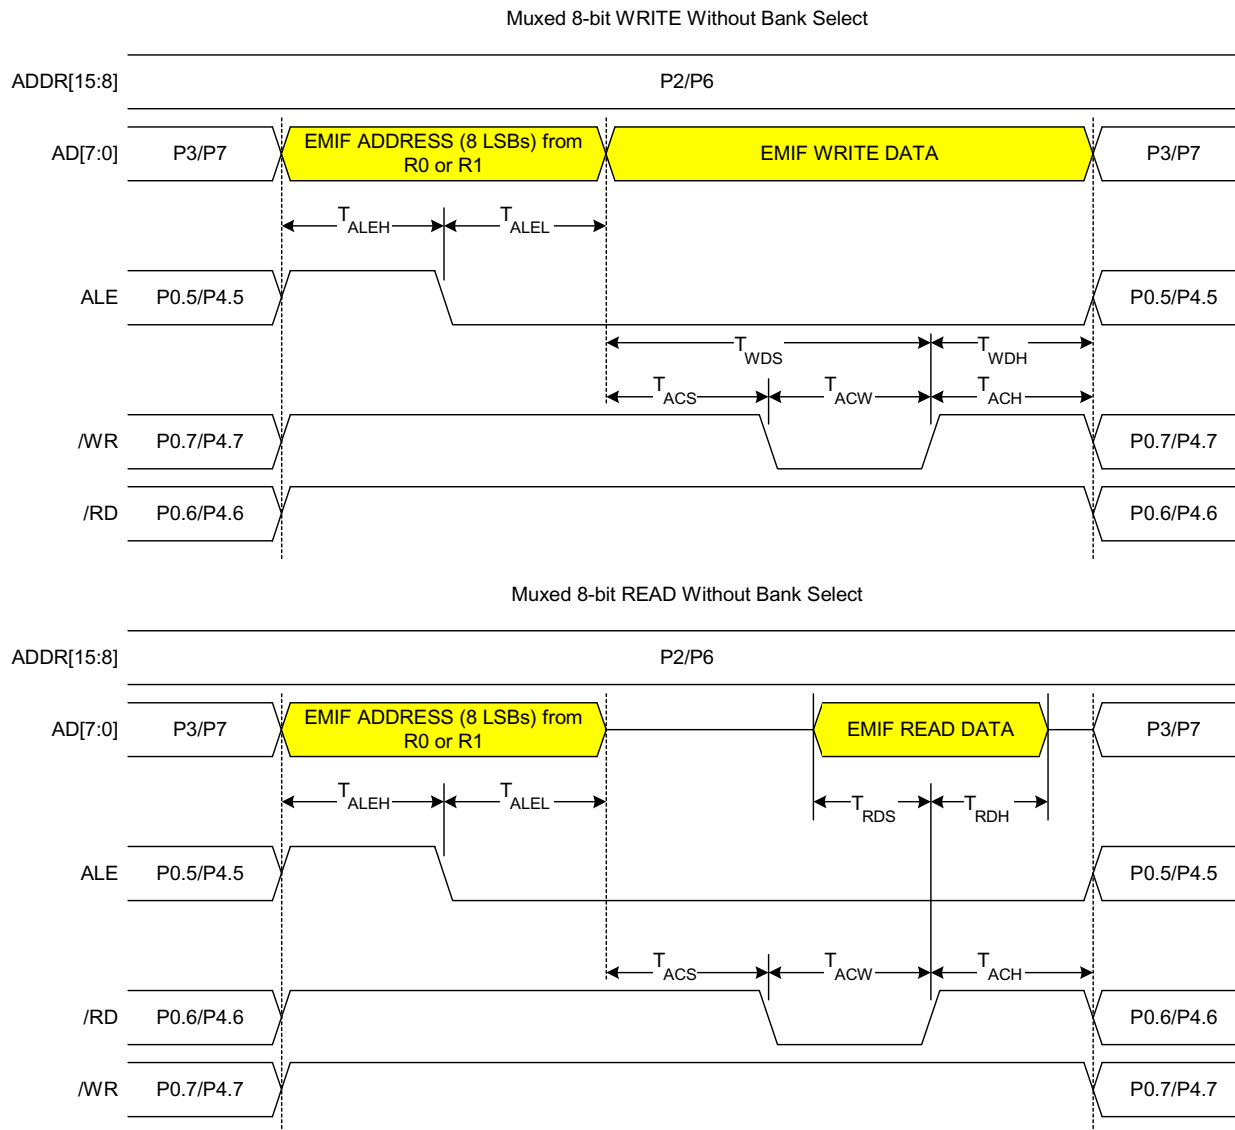 Muxed 8-bit WRITE Without Bank Select
ADDR[15:8] P2/P6
AD[7:0] P3/P7 EMIF ADDRESS (8 LSBs) from R0 or R1 EMIF WRITE DATA P3/P7
TALEH TALEL
ALE P0.5/P4.5 P0.5/P4.5
TWDS TWDH
TACS TACW TACH
/WR P0.7/P4.7 P0.7/P4.7
/RD P0.6/P4.6 P0.6/P4.6
Muxed 8-bit READ Without Bank Select
ADDR[15:8] P2/P6
AD[7:0] P3/P7 EMIF ADDRESS (8 LSBs) from R0 or R1 EMIF READ DATA P3/P7
TALEH TALEL TRDS TRDH
ALE P0.5/P4.5 P0.5/P4.5
TACS TACW TACH
/RD P0.6/P4.6 P0.6/P4.6
/WR P0.7/P4.7 P0.7/P4.7